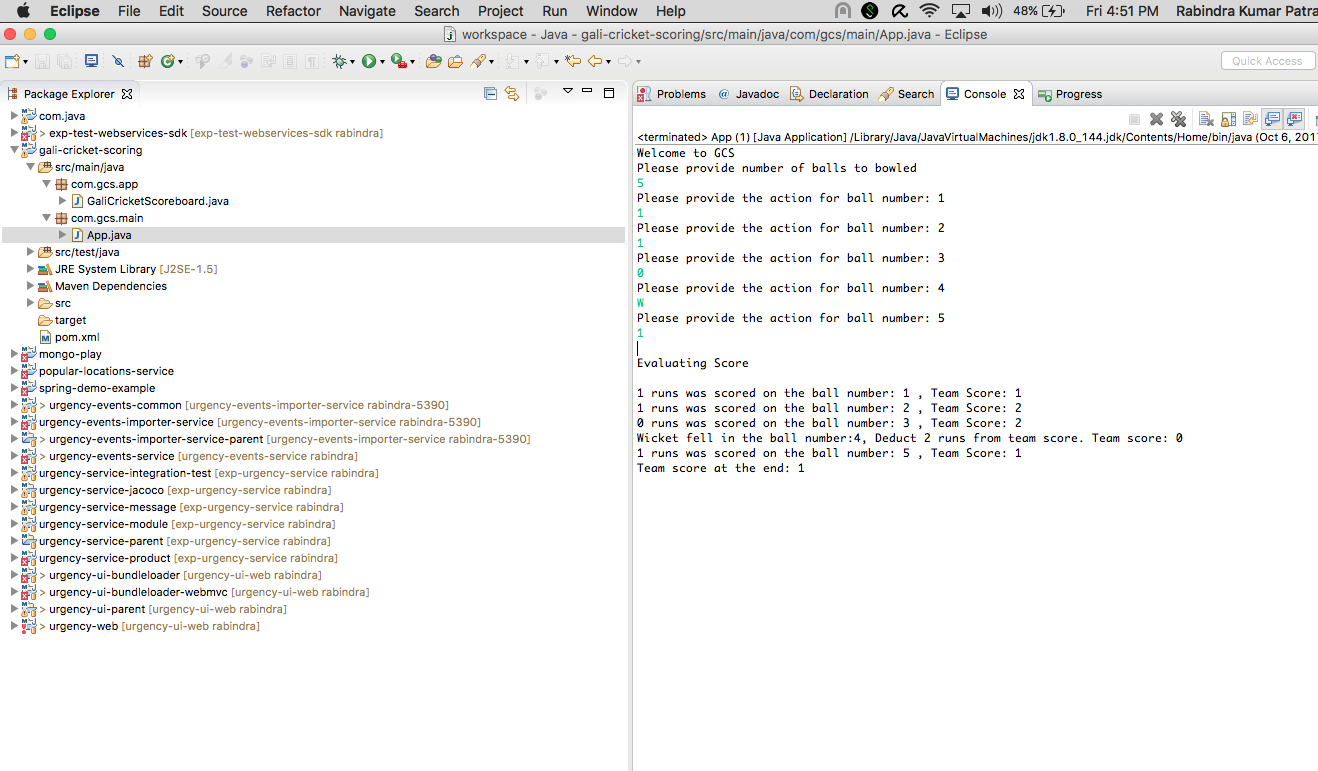 Eclipse File Edit Source Refactor Navigate Search Project Run Window Help 48% Fri 4:51 PM Rabindra Kumar Patra
workspace - Java - gali-cricket-scoring/src/main/java/com/gcs/main/App.java - Eclipse
Quick Access
Package Explorer
com.java
> exp-test-webservices-sdk [exp-test-webservices-sdk rabindra]
gali-cricket-scoring
src/main/java
com.gcs.app
GaliCricketScoreboard.java
com.gcs.main
App.java
src/test/java
JRE System Library [J2SE-1.5]
Maven Dependencies
src
target
pom.xml
mongo-play
popular-locations-service
spring-demo-example
> urgency-events-common [urgency-events-importer-service rabindra-5390]
urgency-events-importer-service [urgency-events-importer-service rabindra-5390]
> urgency-events-importer-service-parent [urgency-events-importer-service rabindra-5390]
> urgency-events-service [urgency-events-service rabindra]
urgency-service-integration-test [exp-urgency-service rabindra]
urgency-service-jacoco [exp-urgency-service rabindra]
urgency-service-message [exp-urgency-service rabindra]
urgency-service-module [exp-urgency-service rabindra]
urgency-service-parent [exp-urgency-service rabindra]
urgency-service-product [exp-urgency-service rabindra]
> urgency-ui-bundleloader [urgency-ui-web rabindra]
> urgency-ui-bundleloader-webmvc [urgency-ui-web rabindra]
> urgency-ui-parent [urgency-ui-web rabindra]
> urgency-web [urgency-ui-web rabindra]
Problems @ Javadoc Declaration Search Console Progress
<terminated> App (1) [Java Application] /Library/Java/JavaVirtualMachines/jdk1.8.0_144.jdk/Contents/Home/bin/java (Oct 6, 201
Welcome to GCS
Please provide number of balls to bowled
5
Please provide the action for ball number: 1
1
Please provide the action for ball number: 2
1
Please provide the action for ball number: 3
0
Please provide the action for ball number: 4
W
Please provide the action for ball number: 5
1
Evaluating Score
1 runs was scored on the ball number: 1 , Team Score: 1
1 runs was scored on the ball number: 2 , Team Score: 2
0 runs was scored on the ball number: 3 , Team Score: 2
Wicket fell in the ball number:4, Deduct 2 runs from team score. Team score: 0
1 runs was scored on the ball number: 5 , Team Score: 1
Team score at the end: 1